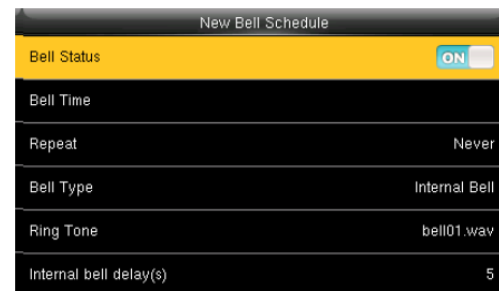 New Bell Schedule
Bell Status ON
Bell Time
Repeat Never
Bell Type Internal Bell
Ring Tone bell01.wav
Internal bell delay(s) 5